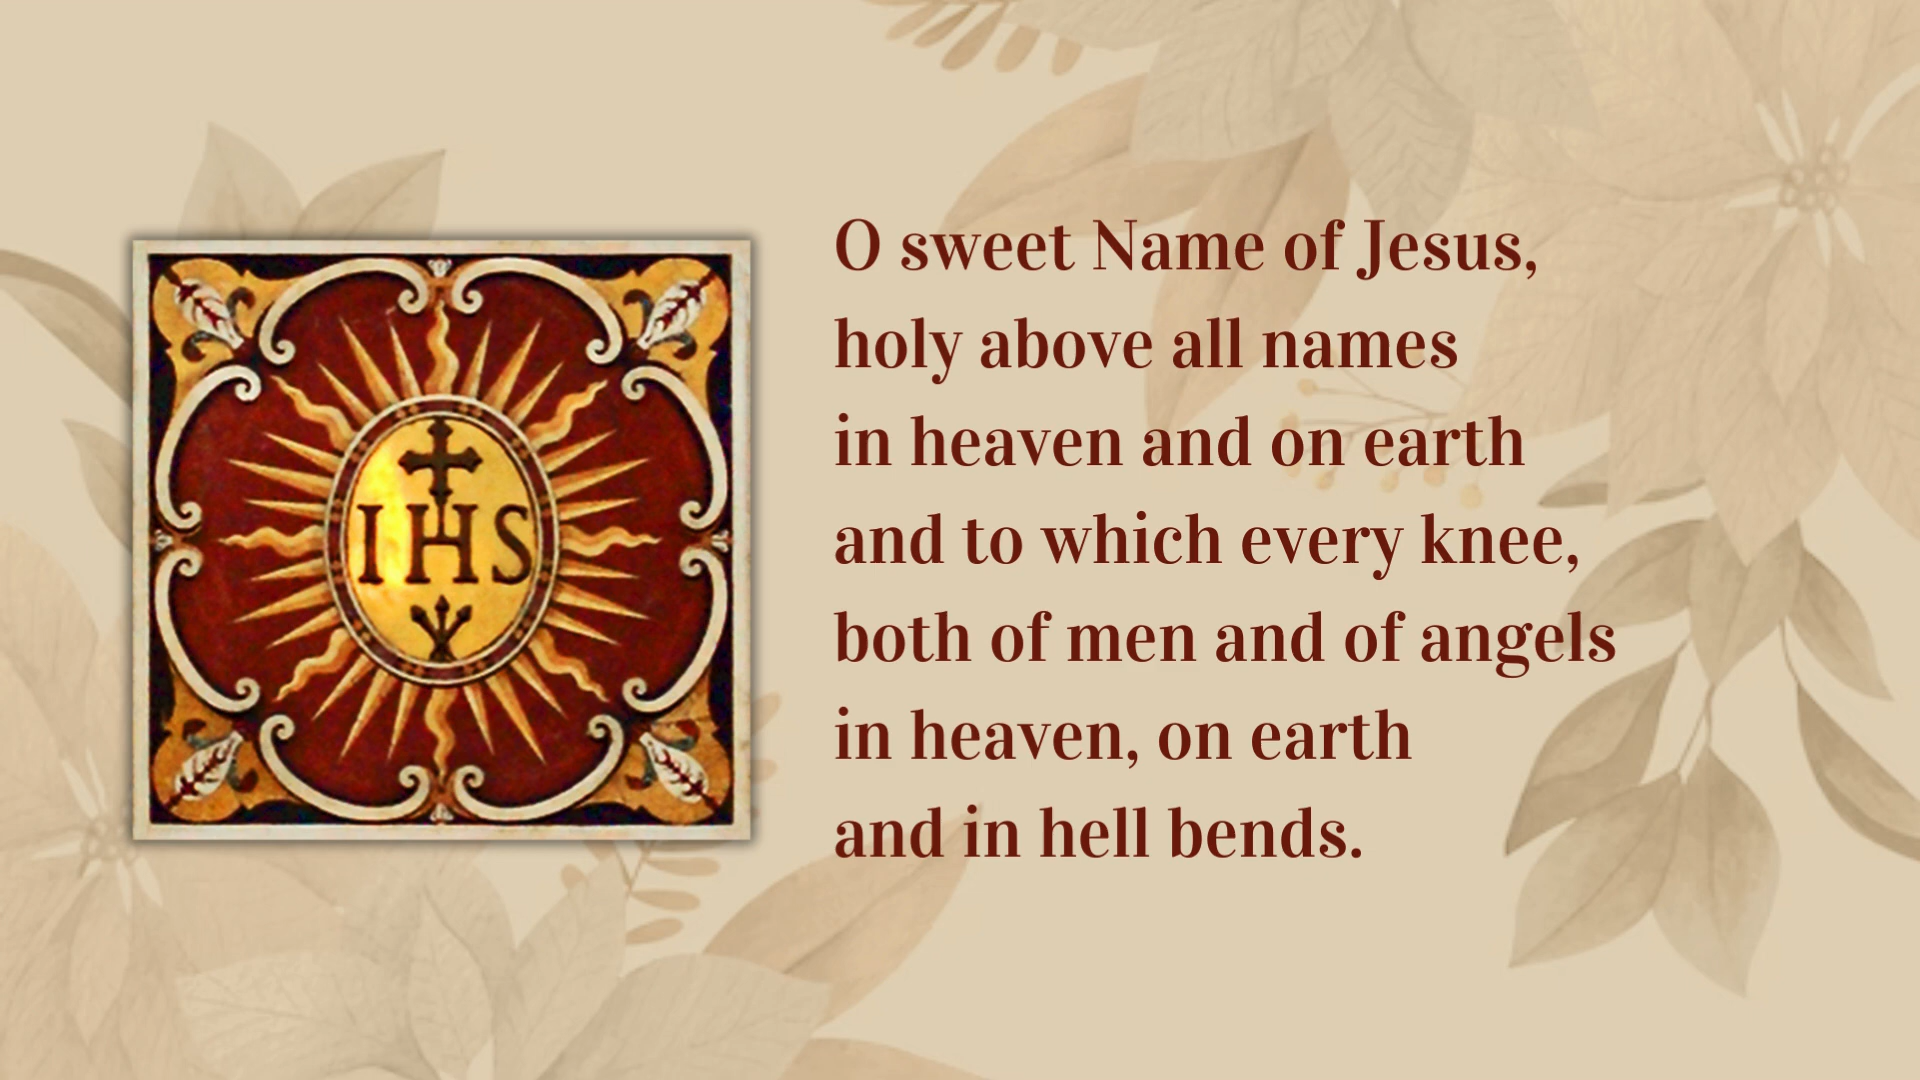 IHS
O sweet Name of Jesus,
holy above all names
in heaven and on earth
and to which every knee,
both of men and of angels
in heaven, on earth
and in hell bends.